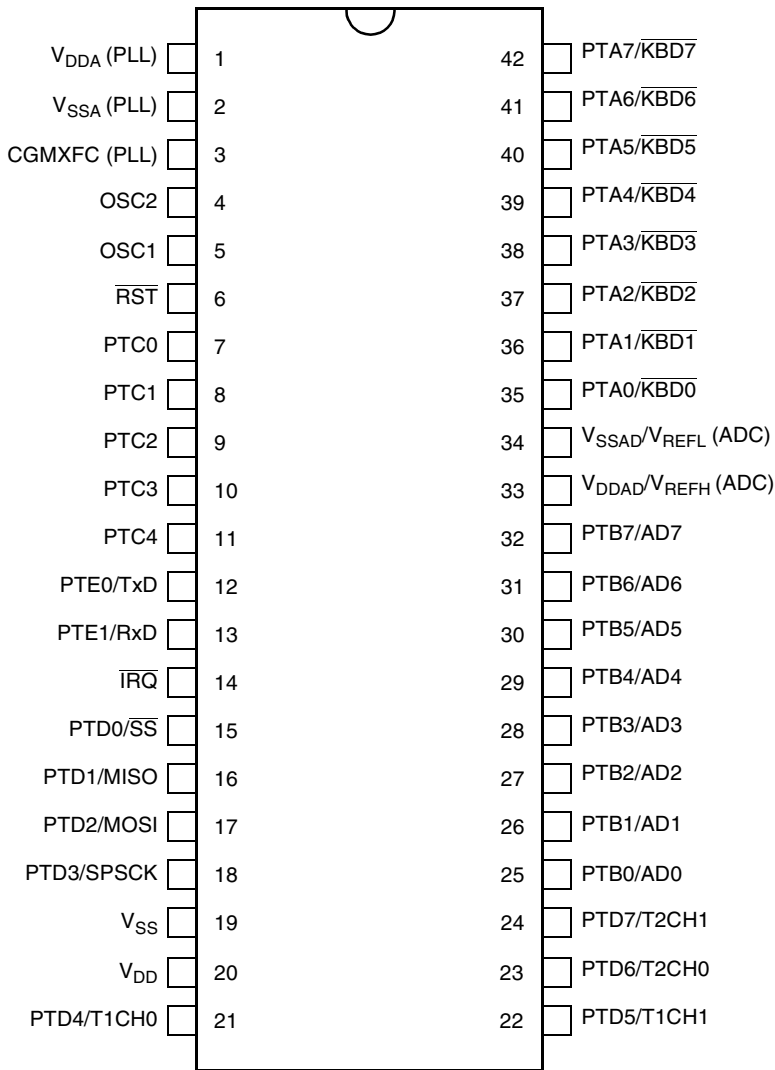 VDDA (PLL) 1 42 PTA7/KBD7
VSSA (PLL) 2 41 PTA6/KBD6
CGMXFC (PLL) 3 40 PTA5/KBD5
OSC2 4 39 PTA4/KBD4
OSC1 5 38 PTA3/KBD3
RST 6 37 PTA2/KBD2
PTC0 7 36 PTA1/KBD1
PTC1 8 35 PTA0/KBD0
PTC2 9 34 VSSAD/VREFL (ADC)
PTC3 10 33 VDDAD/VREFH (ADC)
PTC4 11 32 PTB7/AD7
PTE0/TxD 12 31 PTB6/AD6
PTE1/RxD 13 30 PTB5/AD5
IRQ 14 29 PTB4/AD4
PTD0/SS 15 28 PTB3/AD3
PTD1/MISO 16 27 PTB2/AD2
PTD2/MOSI 17 26 PTB1/AD1
PTD3/SPSCK 18 25 PTB0/AD0
VSS 19 24 PTD7/T2CH1
VDD 20 23 PTD6/T2CH0
PTD4/T1CH0 21 22 PTD5/T1CH1